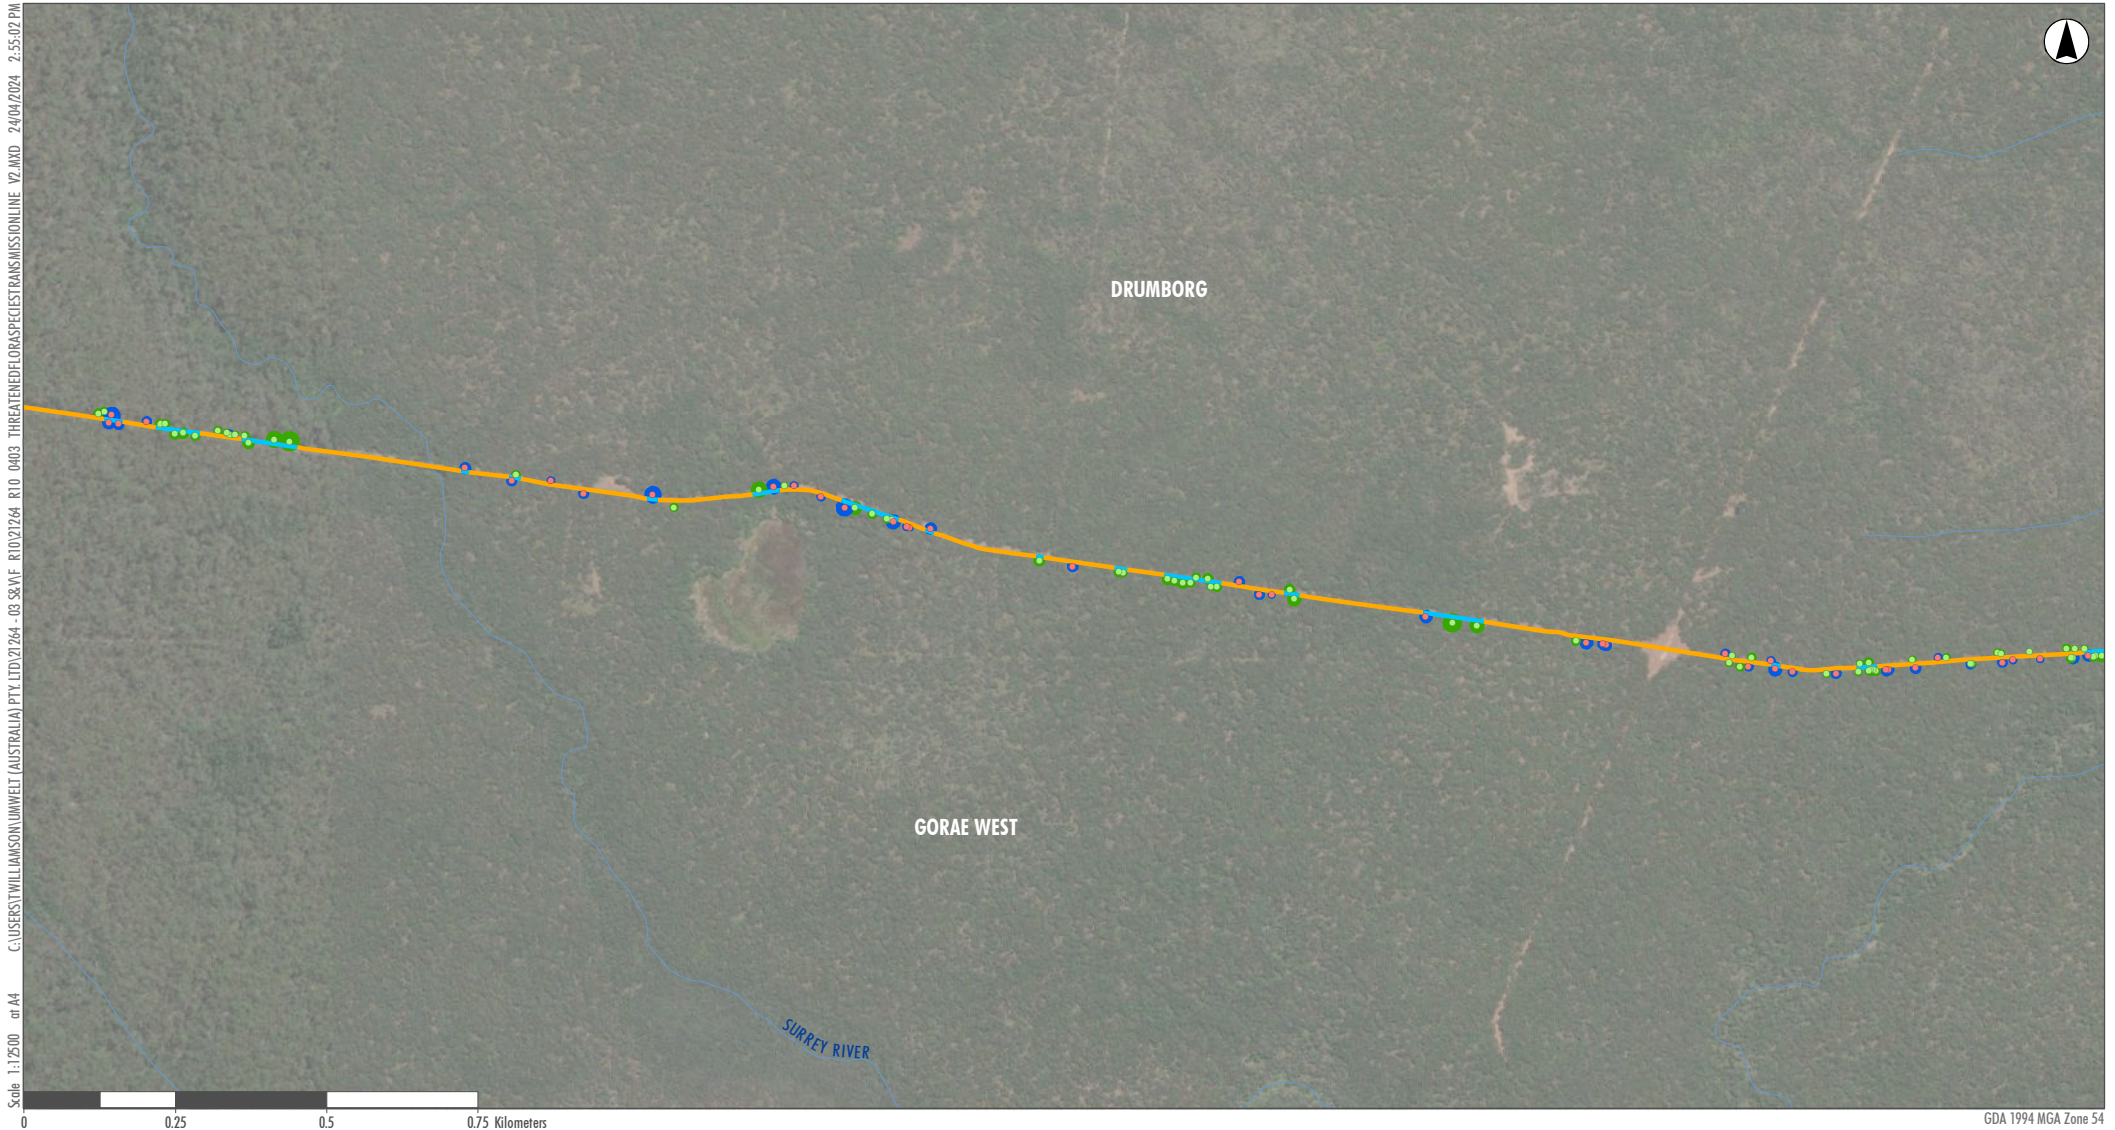 Scale 1:12500 at A4 C:\USERS\TWILLIAMSON\UMWELT (AUSTRALIA) PTY. LTD\21264 - 03 S&W\F R10\21264 R10 0403 THREATENEDFLORASPECIESTRANSMISSIONLINE V2.MXD 24/04/2024 2:55:02 PM
DRUMBORG
GORAE WEST
SURREY RIVER
0 0.25 0.5 0.75 Kilometers
GDA 1994 MGA Zone 54